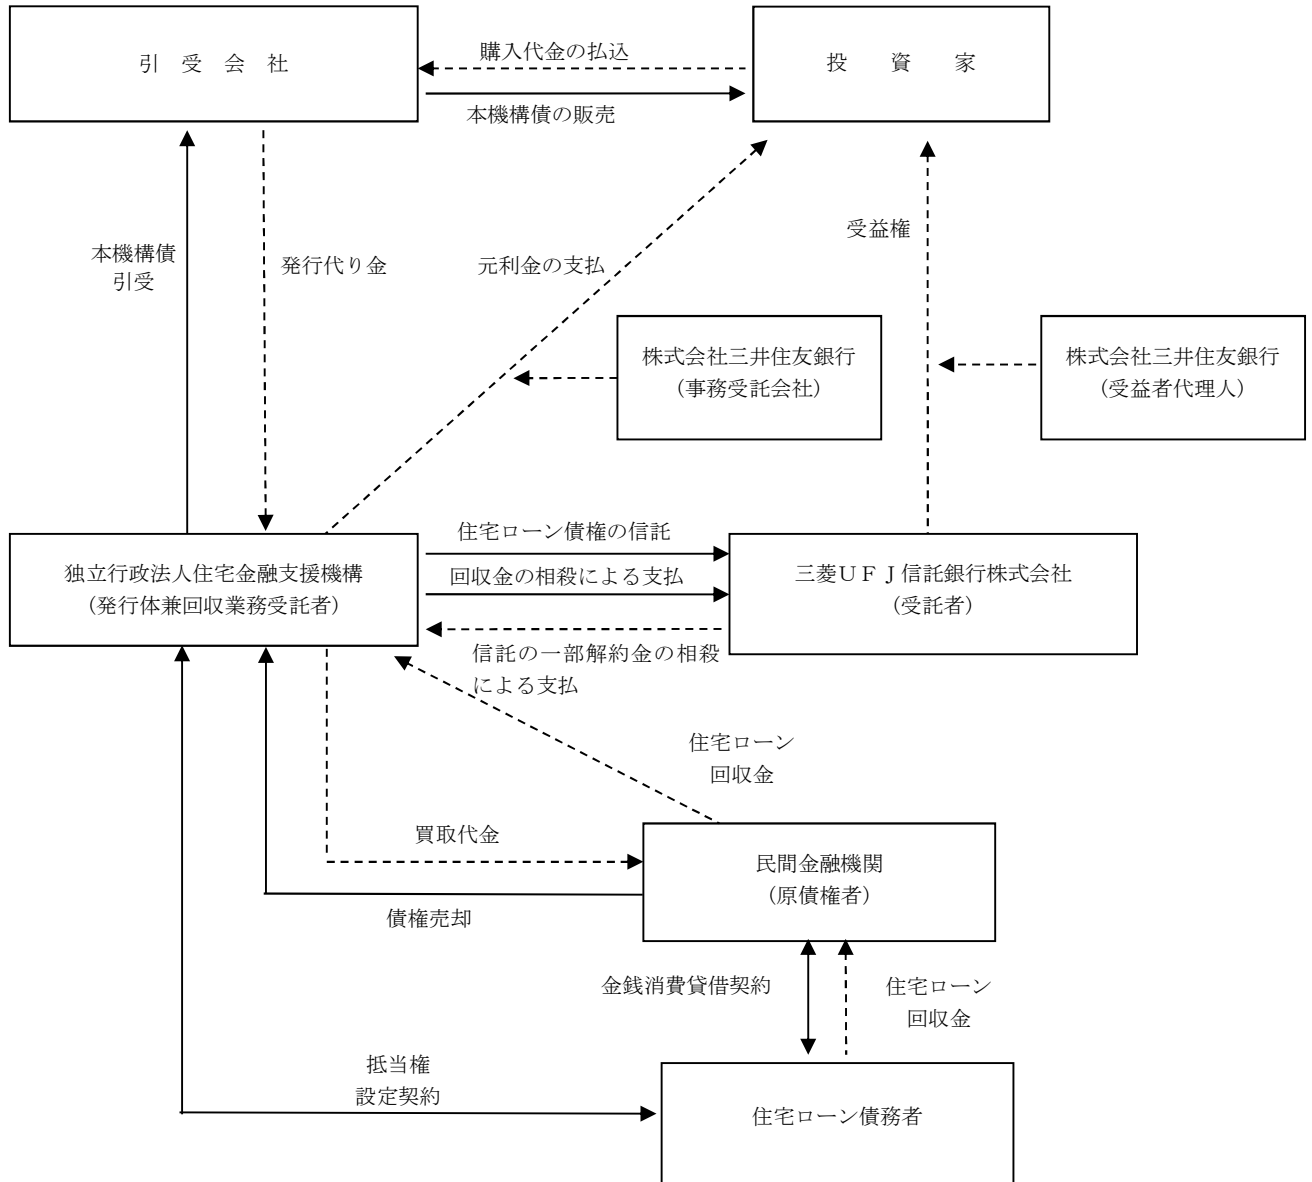 引 受 会 社
購入代金の払込
投 資 家
本機構債の販売
受益権
本機構債
引受
発行代り金
元利金の支払
株式会社三井住友銀行
（事務受託会社）
株式会社三井住友銀行
（受益者代理人）
住宅ローン債権の信託
独立行政法人住宅金融支援機構
（発行体兼回収業務受託者）
回収金の相殺による支払
三菱ＵＦＪ信託銀行株式会社
（受託者）
信託の一部解約金の相殺
による支払
住宅ローン
回収金
買取代金
民間金融機関
（原債権者）
債権売却
金銭消費貸借契約
住宅ローン
回収金
抵当権
設定契約
住宅ローン債務者